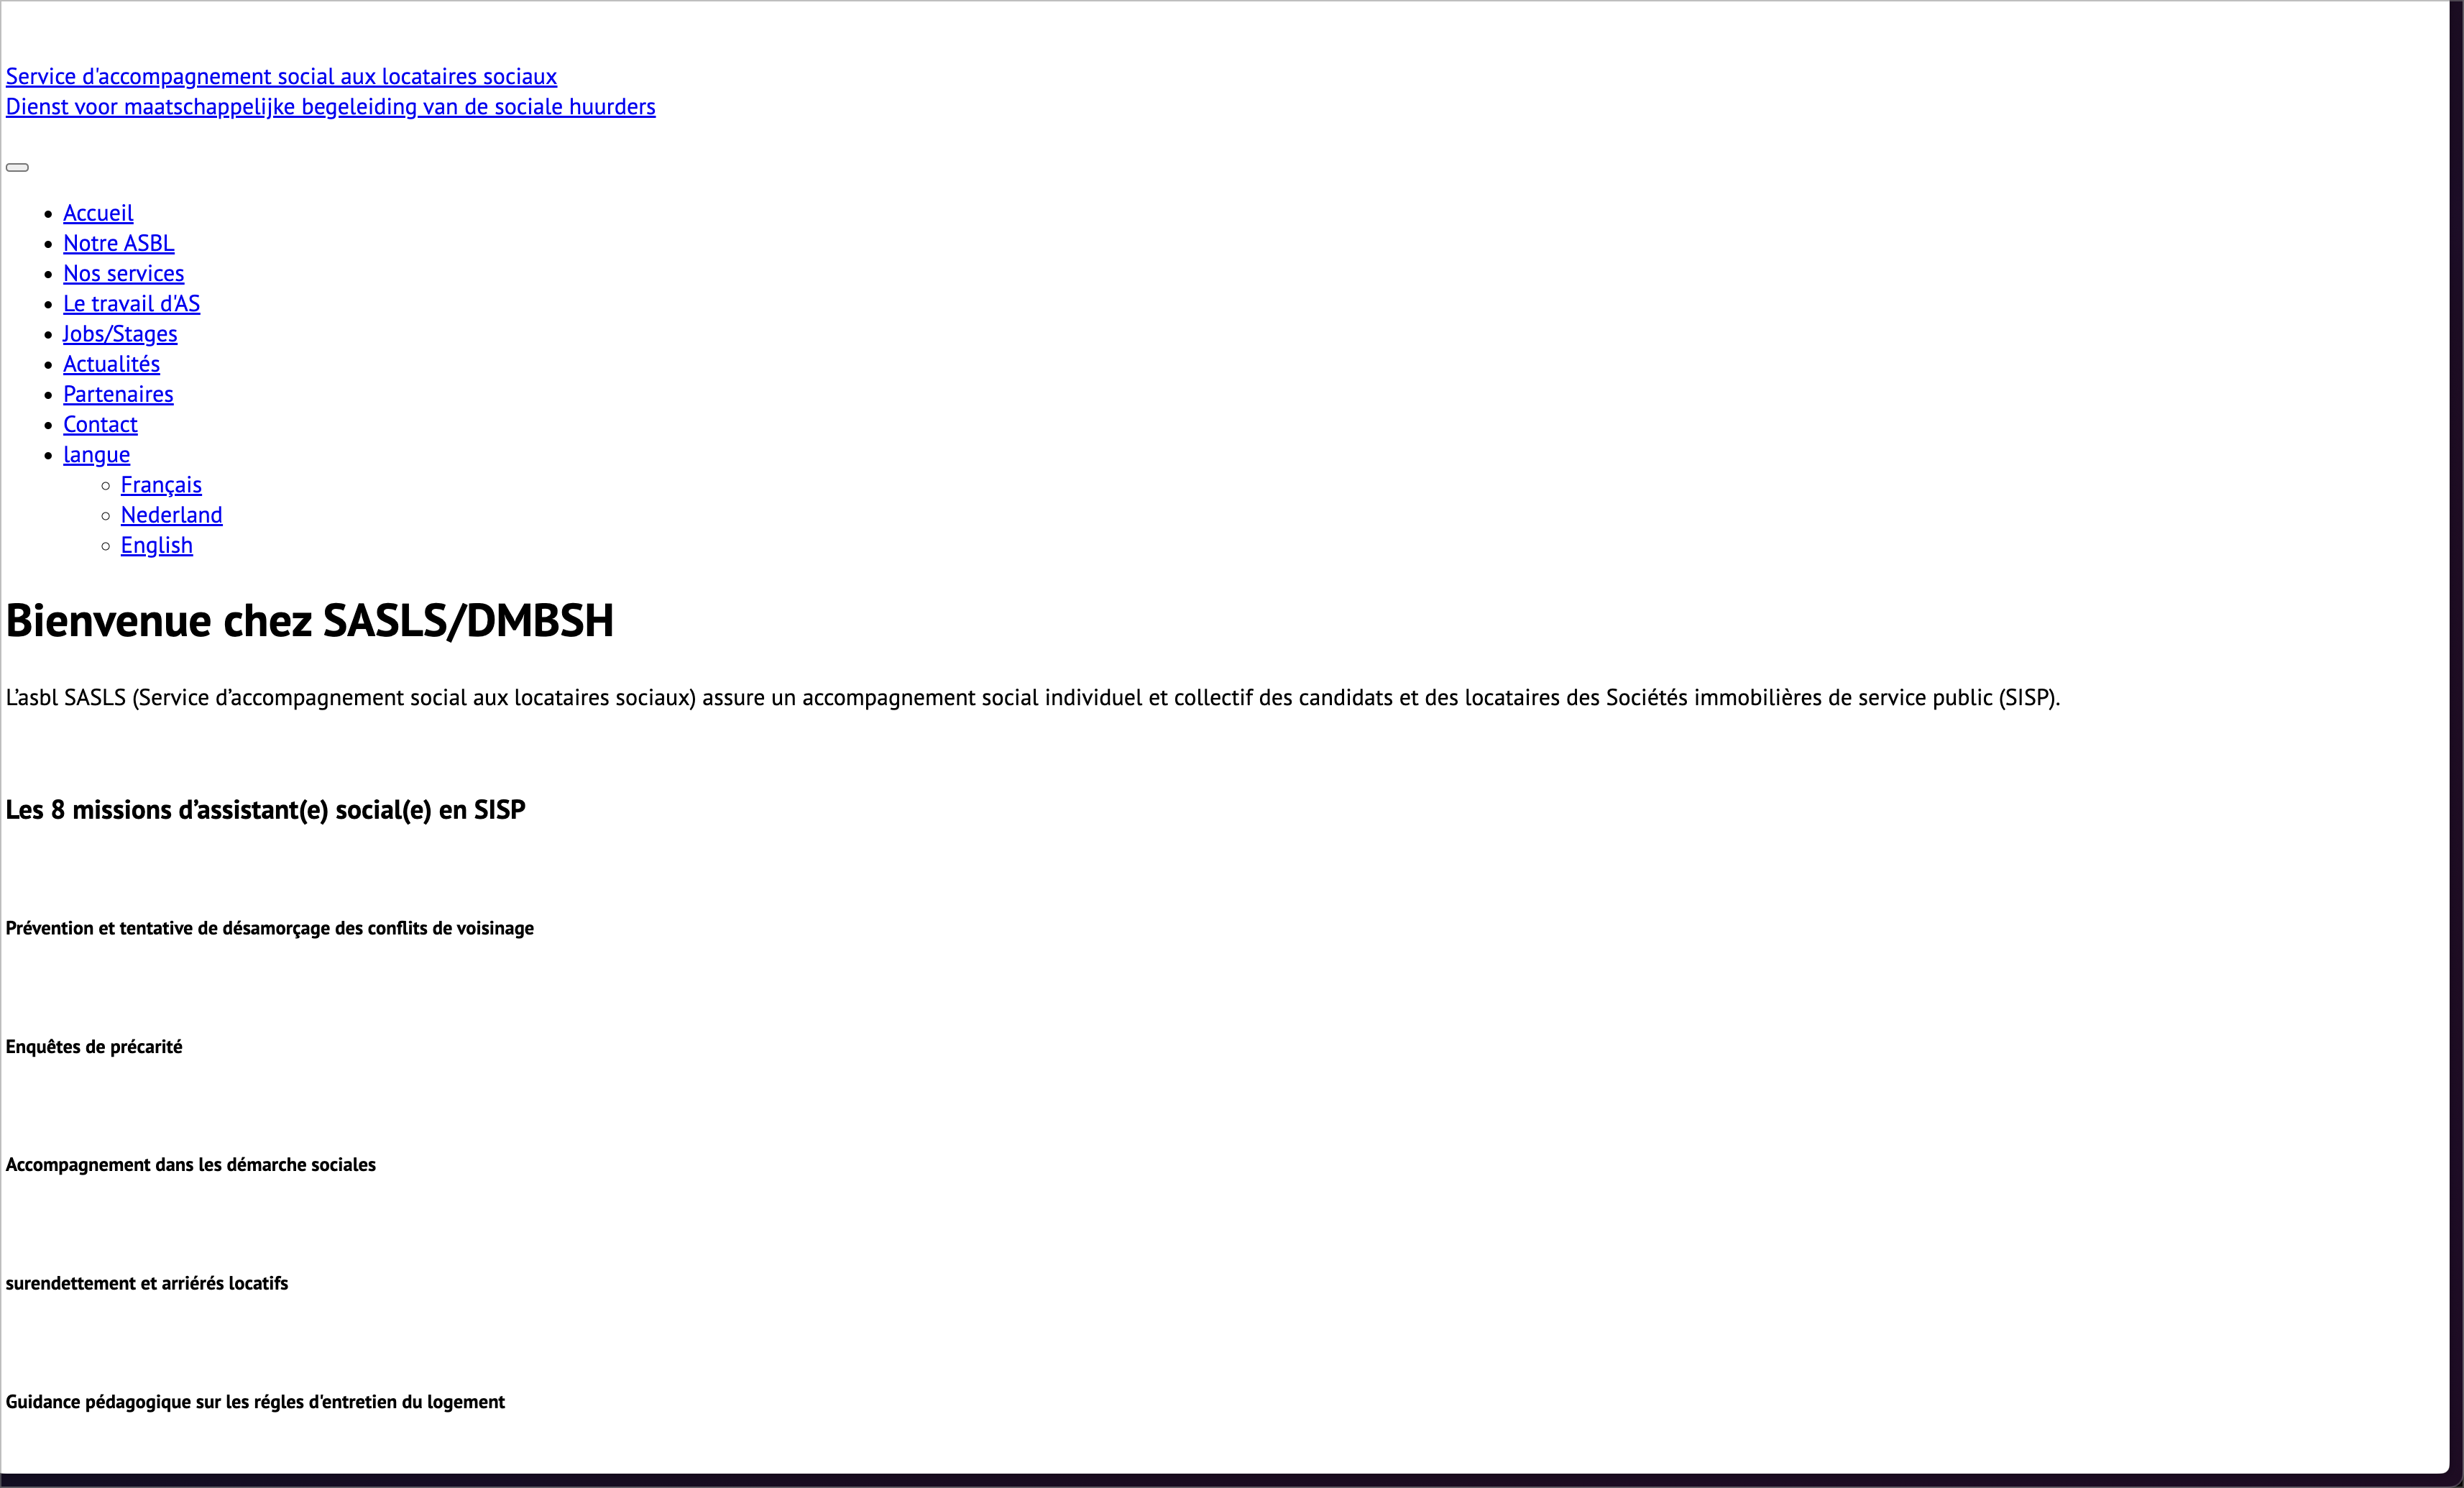 Service d'accompagnement social aux locataires sociaux
Dienst voor maatschappelijke begeleiding van de sociale huurders
Accueil
Notre ASBL
Nos services
Le travail d'AS
Jobs/Stages
Actualités
Partenaires
Contact
langue
Français
Nederland
English
Bienvenue chez SASLS/DMBSH
L’asbl SASLS (Service d’accompagnement social aux locataires sociaux) assure un accompagnement social individuel et collectif des candidats et des locataires des Sociétés immobilières de service public (SISP).
Les 8 missions d’assistant(e) social(e) en SISP
Prévention et tentative de désamorçage des conflits de voisinage
Enquêtes de précarité
Accompagnement dans les démarche sociales
surendettement et arriérés locatifs
Guidance pédagogique sur les régles d'entretien du logement